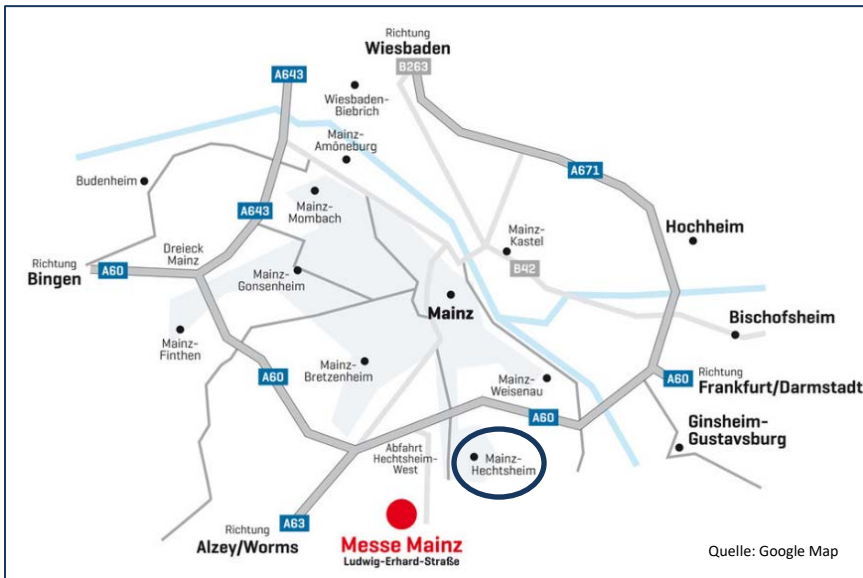 Richtung
Wiesbaden
B263
A643
Wiesbaden-
Biebrich
Mainz-
Amöneburg
A671
Budenheim
Mainz-
Mombach
A643
Hochheim
Mainz-
Kastel
Dreieck
Mainz
Richtung
Bingen
A60
Mainz-
Gonsenheim
B42
Mainz
Bischofsheim
Mainz-
Finthen
Mainz-
Bretzenheim
A60
Mainz-
Weisenau
Richtung
A60
Frankfurt/Darmstadt
A60
Ginsheim-
Gustavsburg
Abfahrt
Hechtsheim-
West
Mainz-
Hechtsheim
A63
Richtung
Alzey/Worms
Messe Mainz
Ludwig-Erhard-Straße
Quelle: Google Map